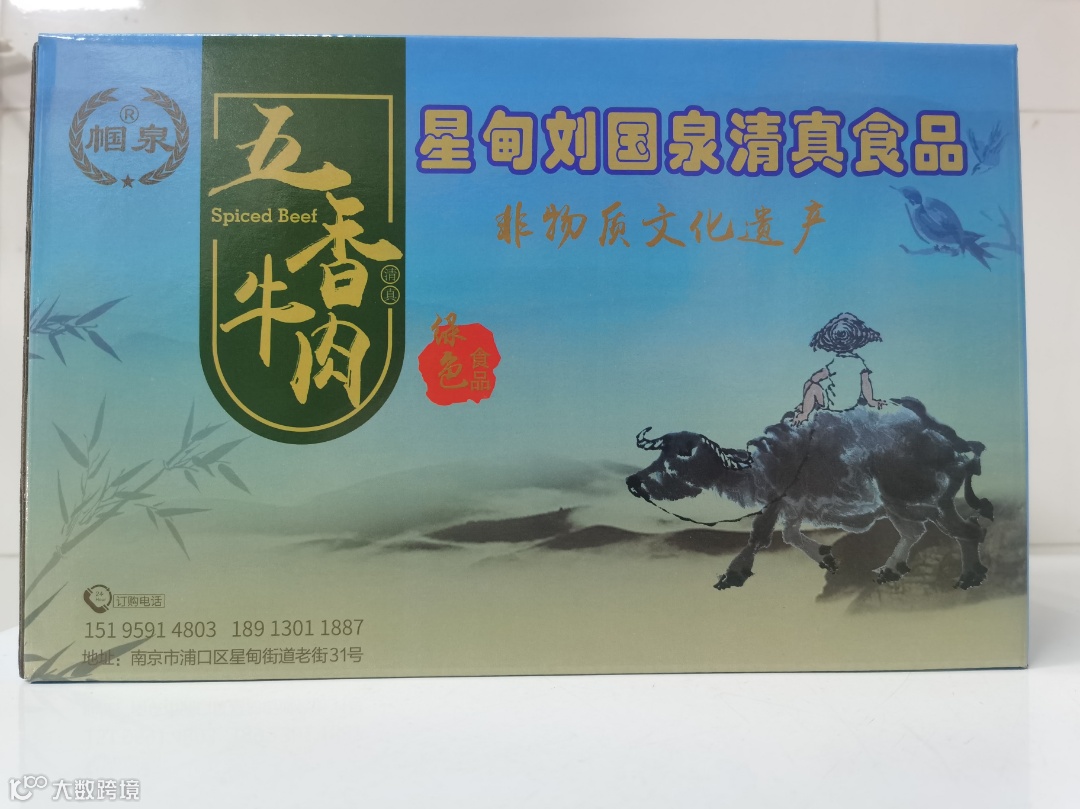 ®
帼泉
五香牛肉
Spiced Beef
清真
星甸刘国泉清真食品
非物质文化遗产
绿色
食品
24
订购电话
151 9591 4803 189 1301 1887
地址：南京市浦口区星甸街道老街31号
大数跨境